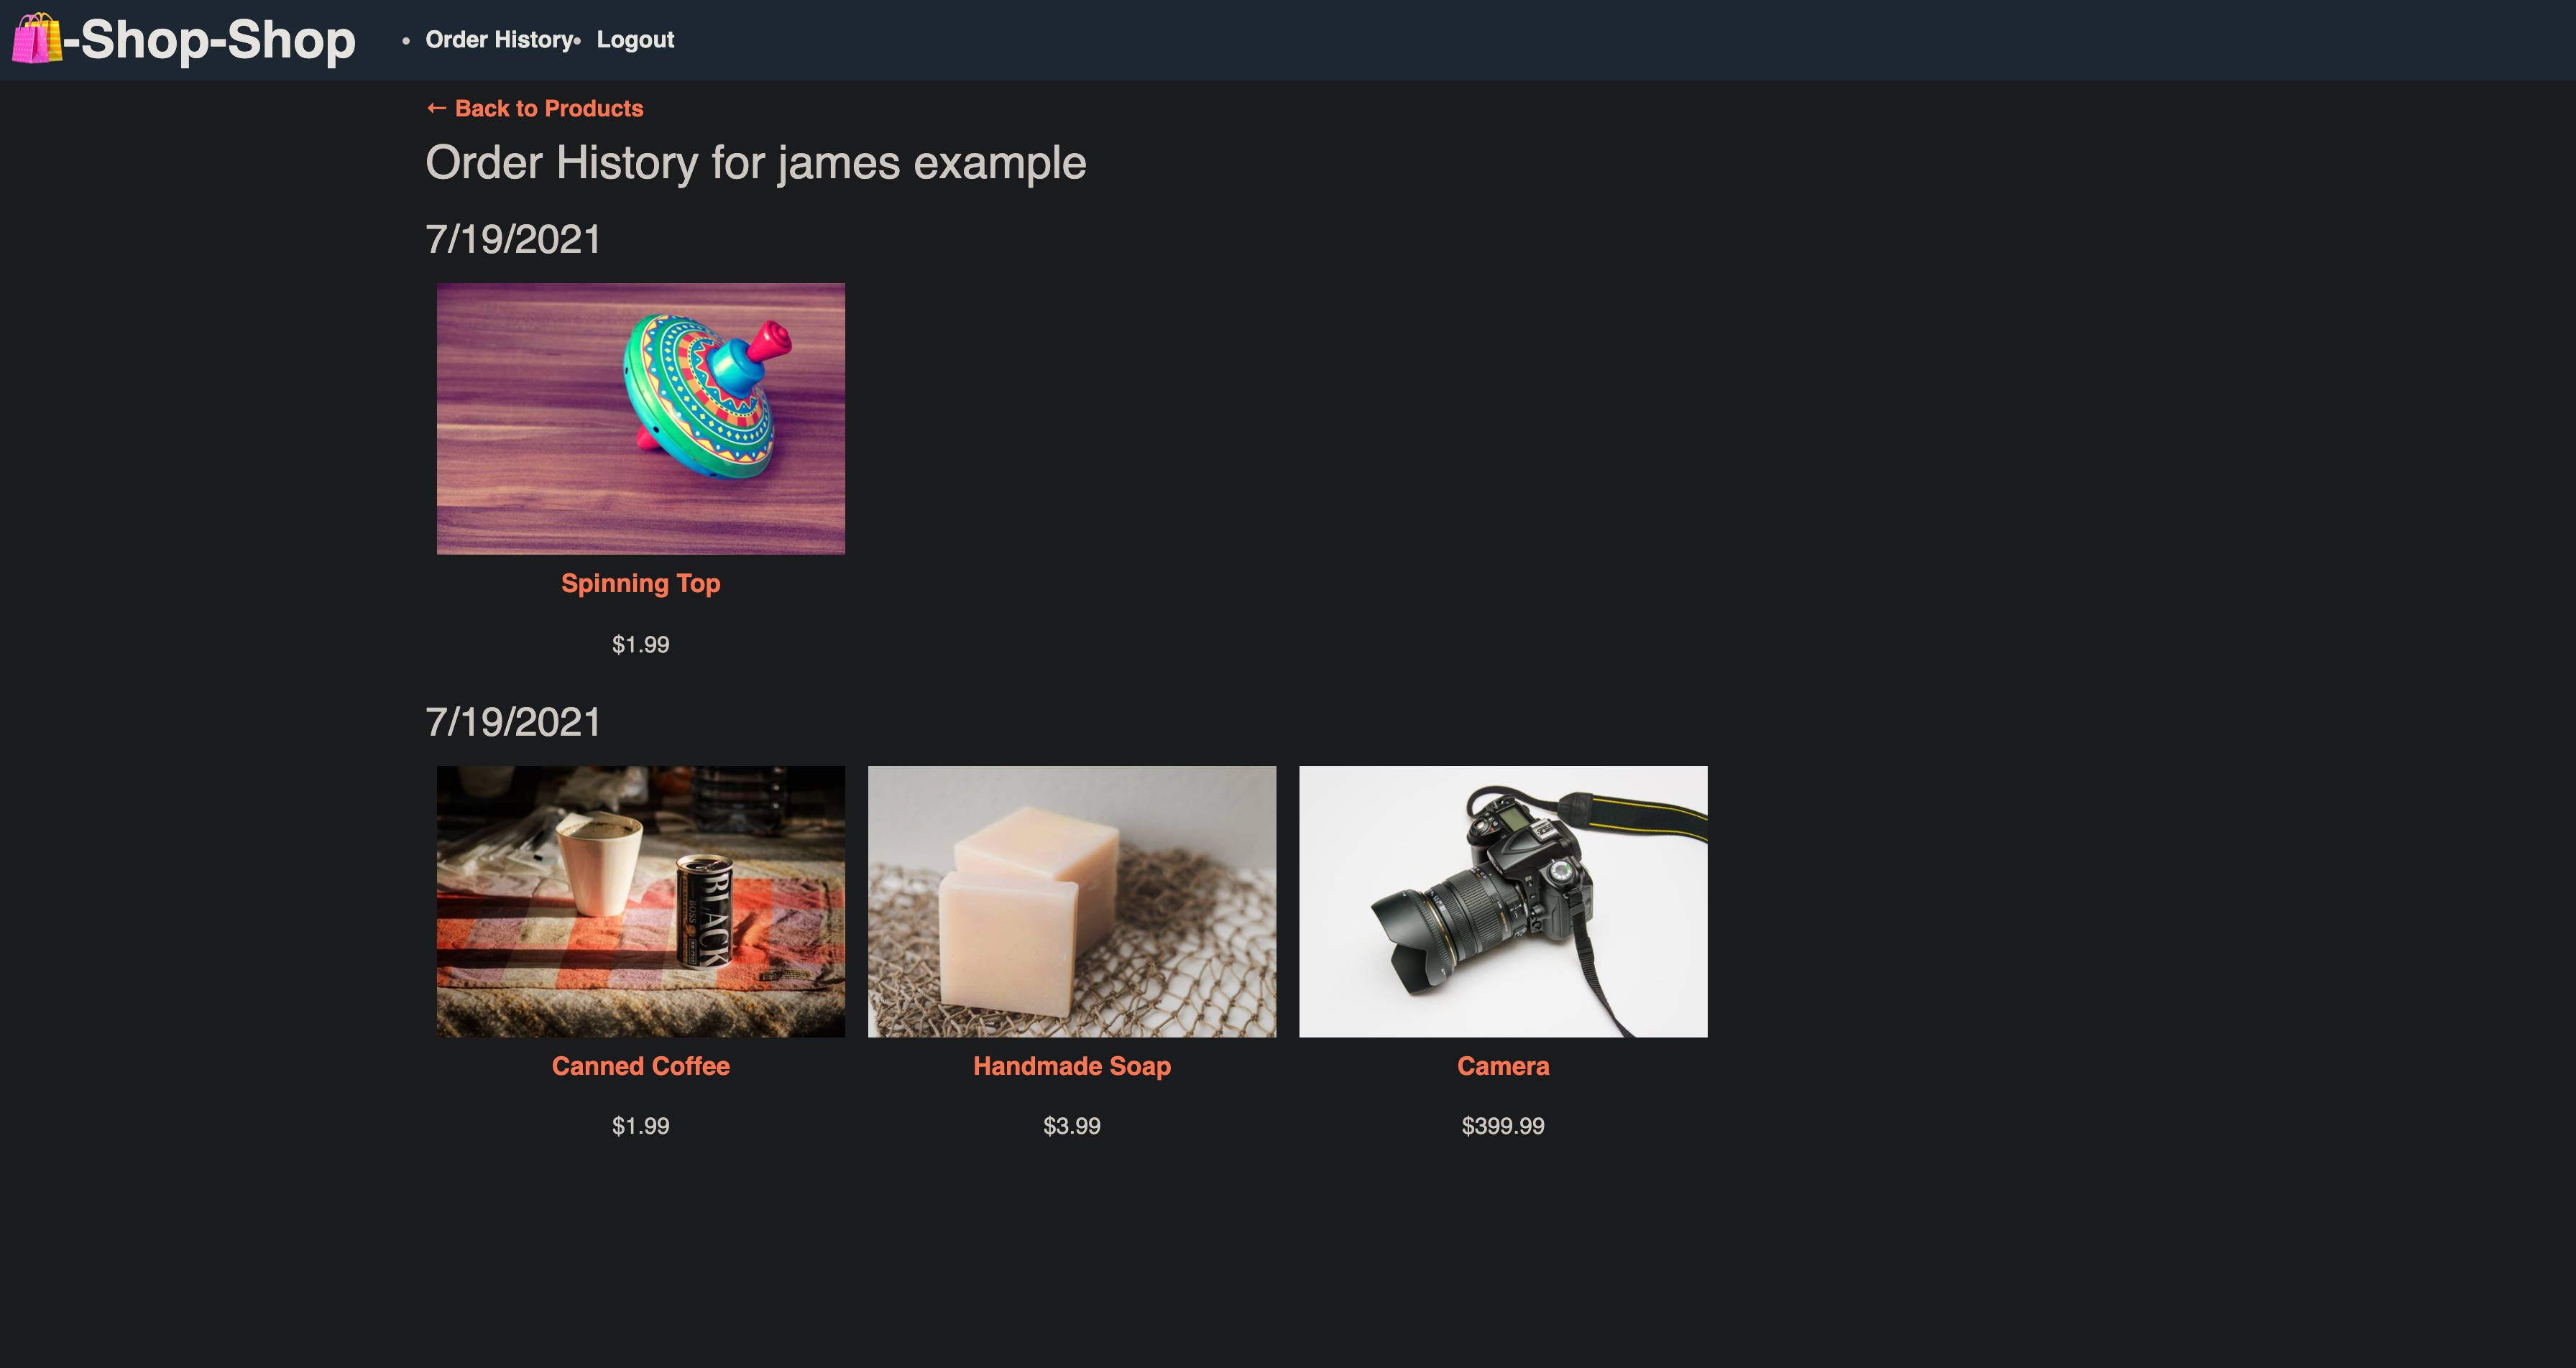 -Shop-Shop
• Order History • Logout
← Back to Products
Order History for james example
7/19/2021
Spinning Top
$1.99
7/19/2021
BLACK
BOSS
Canned Coffee Handmade Soap Camera
$1.99 $3.99 $399.99